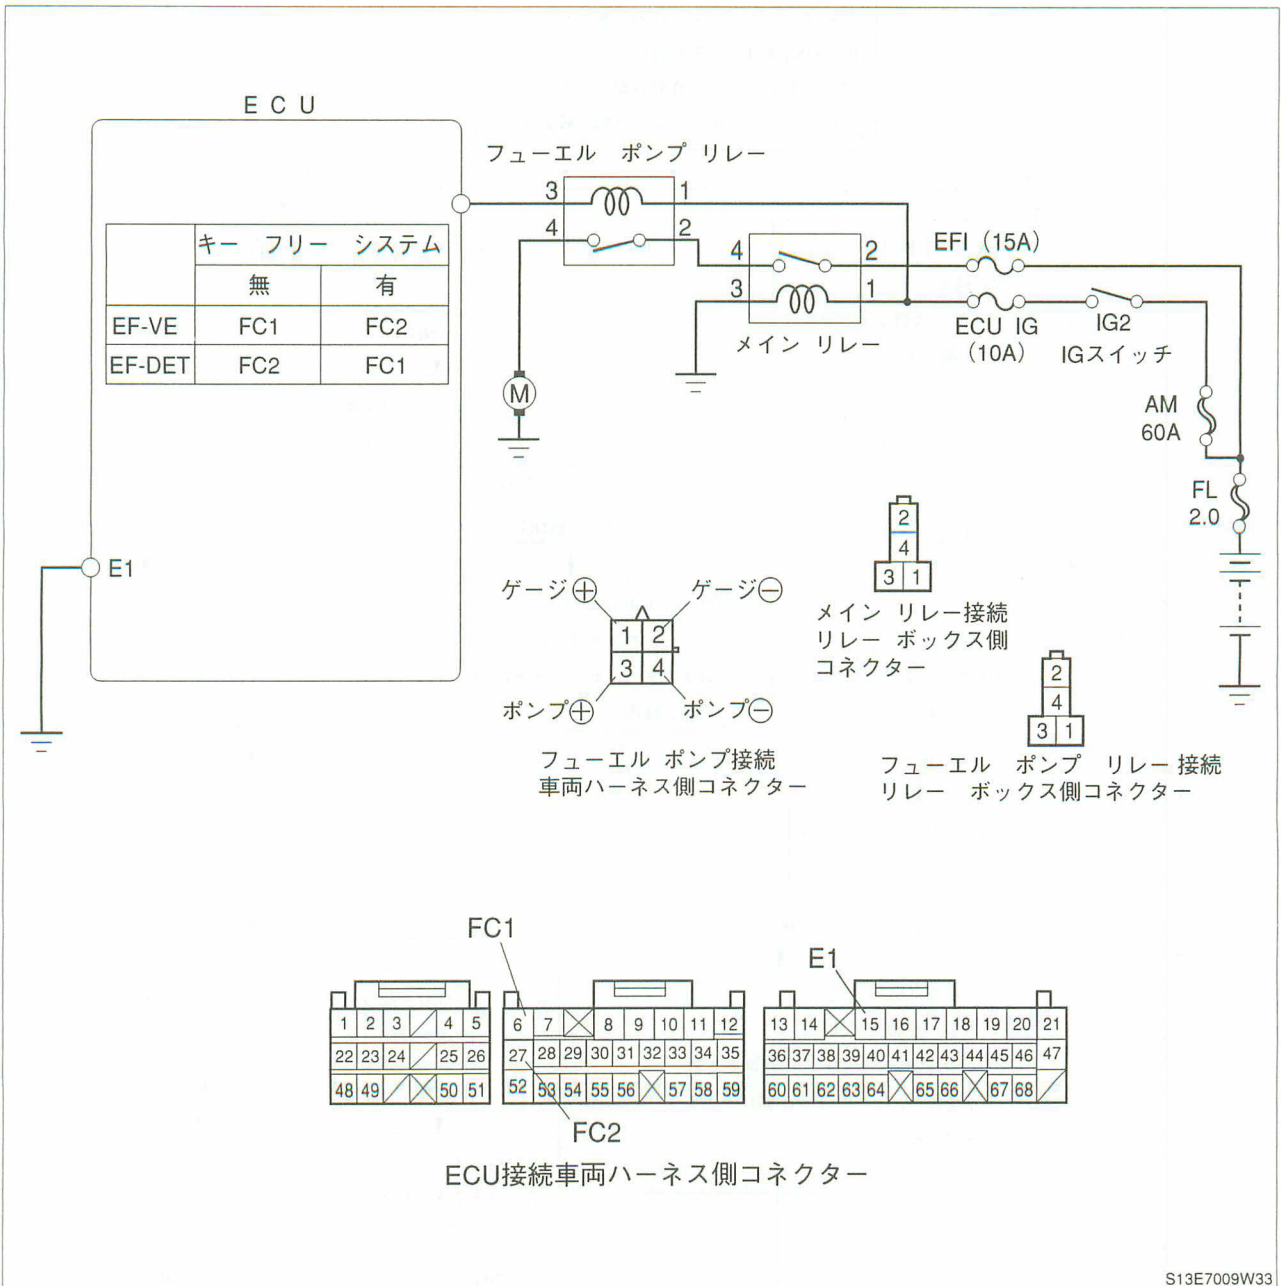 E C U
フューエル ポンプ リレー
3
1
4
2
キー フリー システム
無 有
EF-VE FC1 FC2
EF-DET FC2 FC1
4
2
3
1
メイン リレー
EFI (15A)
ECU IG
(10A)
IG2
IGスイッチ
AM
60A
FL
2.0
M
E1
ゲージ⊕ ゲージ⊖
1 2
3 4
ポンプ⊕ ポンプ⊖
フューエル ポンプ接続
車両ハーネス側コネクター
2
4
3 1
メイン リレー接続
リレー ボックス側
コネクター
2
4
3 1
フューエル ポンプ リレー接続
リレー ボックス側コネクター
FC1
E1
1 2 3 4 5
22 23 24 25 26
48 49 50 51
6 7 8 9 10 11 12
27 28 29 30 31 32 33 34 35
52 53 54 55 56 57 58 59
13 14 15 16 17 18 19 20 21
36 37 38 39 40 41 42 43 44 45 46 47
60 61 62 63 64 65 66 67 68
FC2
ECU接続車両ハーネス側コネクター
S13E7009W33